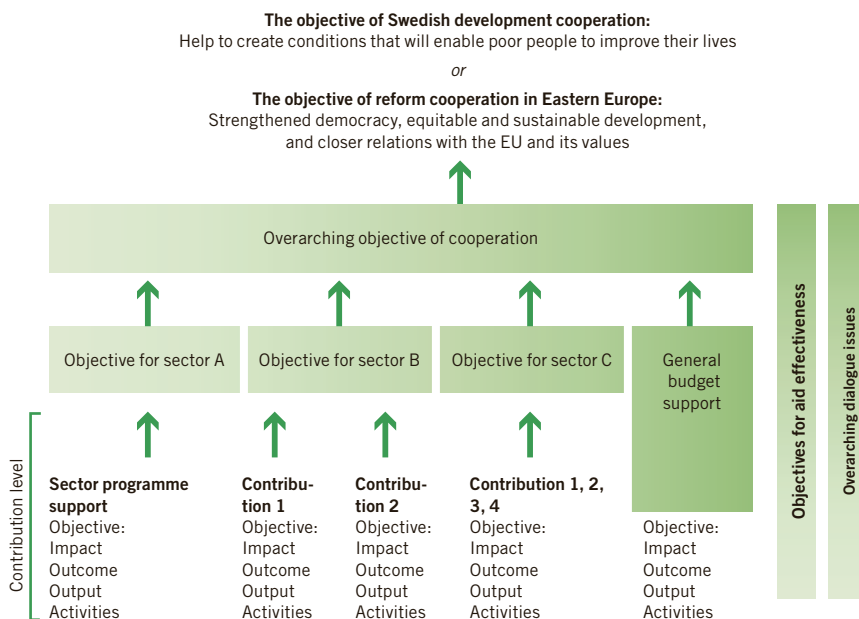 The objective of Swedish development cooperation:
Help to create conditions that will enable poor people to improve their lives
or
The objective of reform cooperation in Eastern Europe:
Strengthened democracy, equitable and sustainable development,
and closer relations with the EU and its values
Overarching objective of cooperation
Objective for sector A
Objective for sector B
Objective for sector C
General
budget
support
Contribution level
Sector programme
support
Objective:
Impact
Outcome
Output
Activities
Contribu-
tion 1
Objective:
Impact
Outcome
Output
Activities
Contribu-
tion 2
Objective:
Impact
Outcome
Output
Activities
Contribution 1, 2,
3, 4
Objective:
Impact
Outcome
Output
Activities
Objective:
Impact
Outcome
Output
Activities
Objectives for aid effectiveness
Overarching dialogue issues